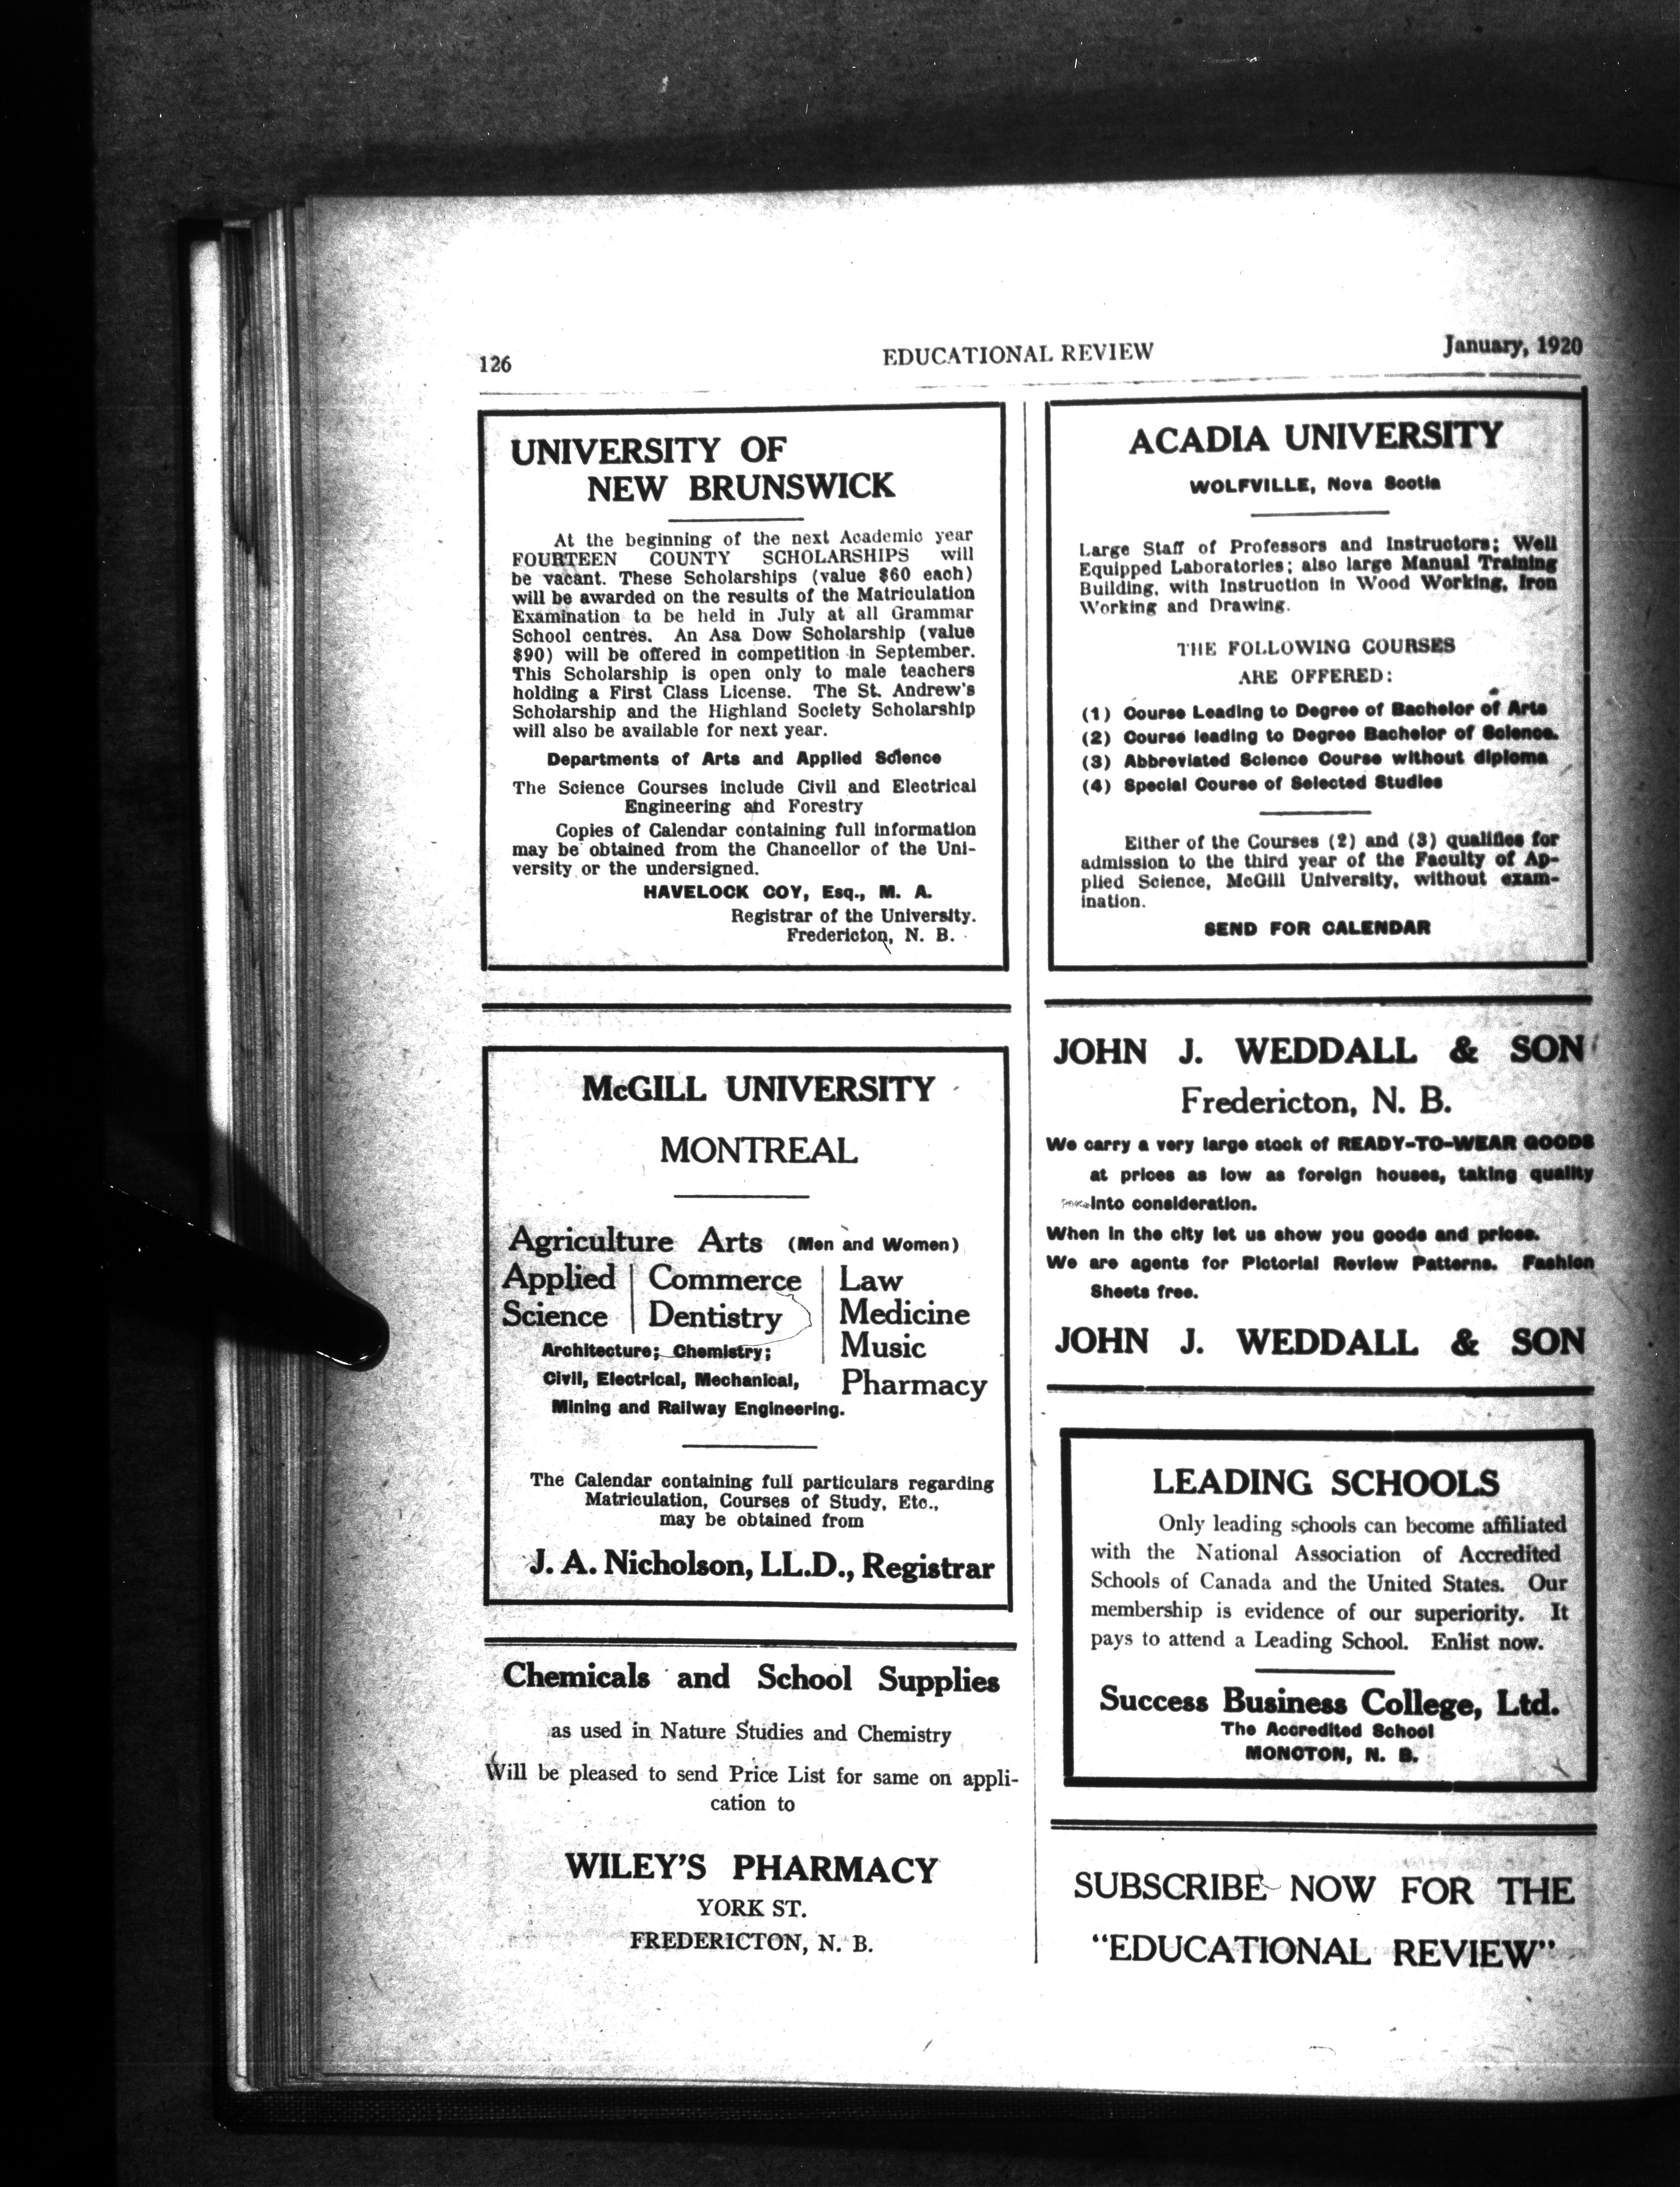 126
EDUCATIONAL REVIEW
January, 1920
UNIVERSITY OF
NEW BRUNSWICK
At the beginning of the next Academic year
FOURTEEN COUNTY SCHOLARSHIPS will
be vacant. These Scholarships (value $60 each)
will be awarded on the results of the Matriculation
Examination to be held in July at all Grammar
School centres. An Asa Dow Scholarship (value
$90) will be offered in competition in September.
This Scholarship is open only to male teachers
holding a First Class License. The St. Andrew's
Scholarship and the Highland Society Scholarship
will also be available for next year.
Departments of Arts and Applied Science
The Science Courses include Civil and Electrical
Engineering and Forestry
Copies of Calendar containing full information
may be obtained from the Chancellor of the Uni-
versity or the undersigned.
HAVELOCK COY, Esq., M. A.
Registrar of the University.
Fredericton, N. B.
McGILL UNIVERSITY
MONTREAL
Agriculture Arts (Men and Women)
Applied
Science
Commerce
Dentistry
Law
Medicine
Music
Pharmacy
Architecture; Chemistry;
Civil, Electrical, Mechanical,
Mining and Railway Engineering.
The Calendar containing full particulars regarding
Matriculation, Courses of Study, Etc.,
may be obtained from
J. A. Nicholson, LL.D., Registrar
Chemicals and School Supplies
as used in Nature Studies and Chemistry
Will be pleased to send Price List for same on appli-
cation to
WILEY'S PHARMACY
YORK ST.
FREDERICTON, N. B.
ACADIA UNIVERSITY
WOLFVILLE, Nova Scotia
Large Staff of Professors and Instructors; Well
Equipped Laboratories; also large Manual Training
Building, with Instruction in Wood Working, Iron
Working and Drawing.
THE FOLLOWING COURSES
ARE OFFERED:
(1) Course Leading to Degree of Bachelor of Arts
(2) Course leading to Degree Bachelor of Science.
(3) Abbreviated Science Course without diploma
(4) Special Course of Selected Studies
Either of the Courses (2) and (3) qualifies for
admission to the third year of the Faculty of Ap-
plied Science, McGill University, without exam-
ination.
SEND FOR CALENDAR
JOHN J. WEDDALL & SON
Fredericton, N. B.
We carry a very large stock of READY-TO-WEAR GOODS
at prices as low as foreign houses, taking quality
into consideration.
When in the city let us show you goods and prices.
We are agents for Pictorial Review Patterns. Fashion
Sheets free.
JOHN J. WEDDALL & SON
LEADING SCHOOLS
Only leading schools can become affiliated
with the National Association of Accredited
Schools of Canada and the United States. Our
membership is evidence of our superiority. It
pays to attend a Leading School. Enlist now.
Success Business College, Ltd.
The Accredited School
MONCTON, N. B.
SUBSCRIBE NOW FOR THE
"EDUCATIONAL REVIEW"